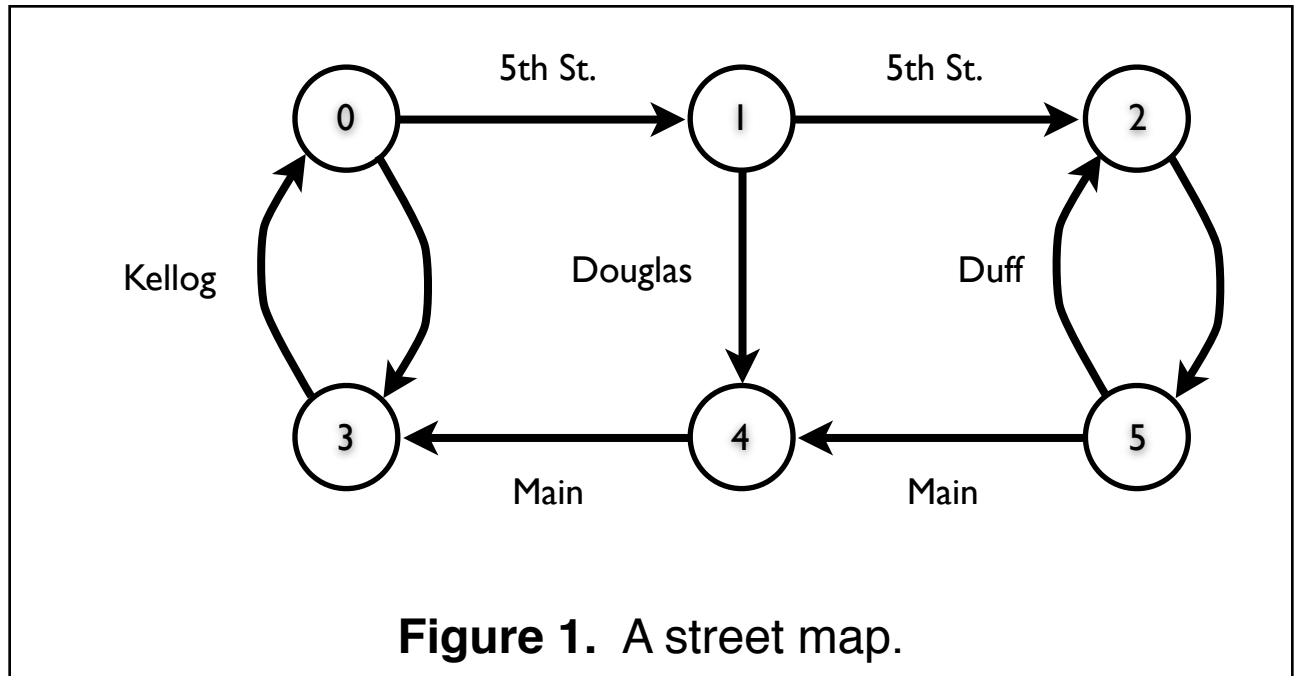 5th St. 5th St.
0 1 2
Kellog Douglas Duff
3 4 5
Main Main
Figure 1. A street map.